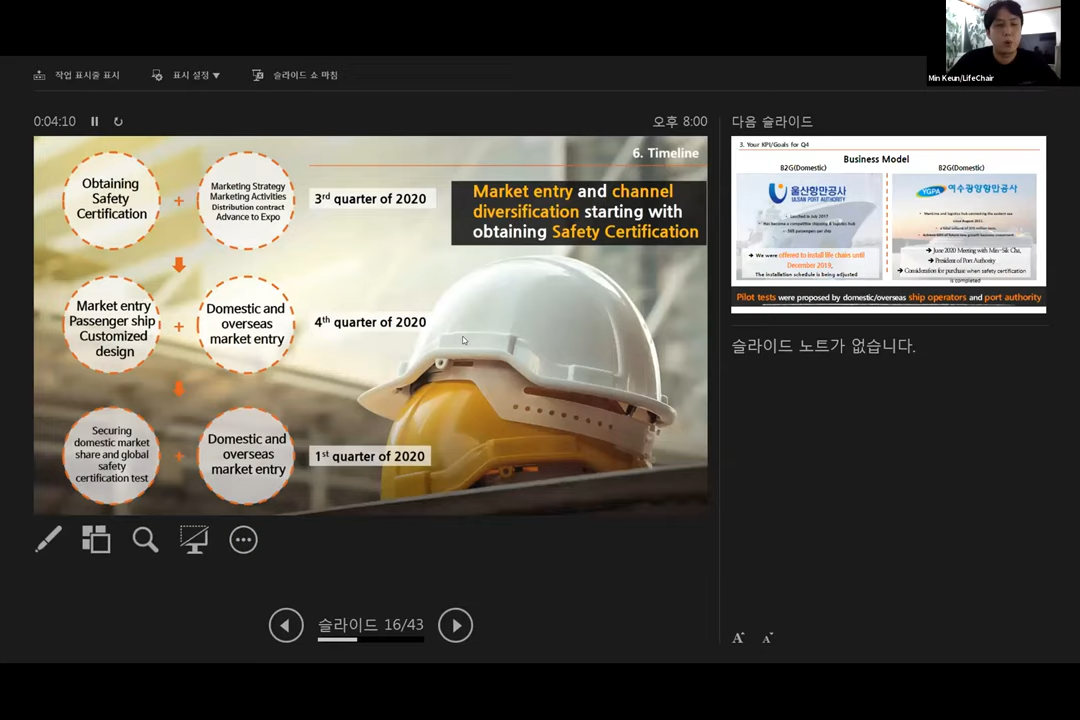 Min Keun/LifeChair
작업 표시줄 표시
표시 설정 ▼
슬라이드 쇼 마침
0:04:10
오후 8:00
다음 슬라이드
6. Timeline
Market entry and channel
diversification starting with
obtaining Safety Certification
Obtaining
Safety
Certification
+
Marketing Strategy
Marketing Activities
Distribution contract
Advance to Expo
3rd quarter of 2020
Market entry
Passenger ship
Customized
design
+
Domestic and
overseas
market entry
4th quarter of 2020
Securing
domestic market
share and global
safety
certification test
+
Domestic and
overseas
market entry
1st quarter of 2020
3. Your KPI/Goals for Q4
Business Model
B2G(Domestic)
울산항만공사
ULSAN PORT AUTHORITY
➔ We were offered to install life chairs until
December 2019,
The installation schedule is being adjusted
B2G(Domestic)
YGPA 여수광양항만공사
➔ June 2020 Meeting with Min-Sik Cha,
➔ President of Port Authority
➔ Consideration for purchase when safety certification
is completed
Pilot tests were proposed by domestic/overseas ship operators and port authority
슬라이드 노트가 없습니다.
슬라이드 16/43
A A